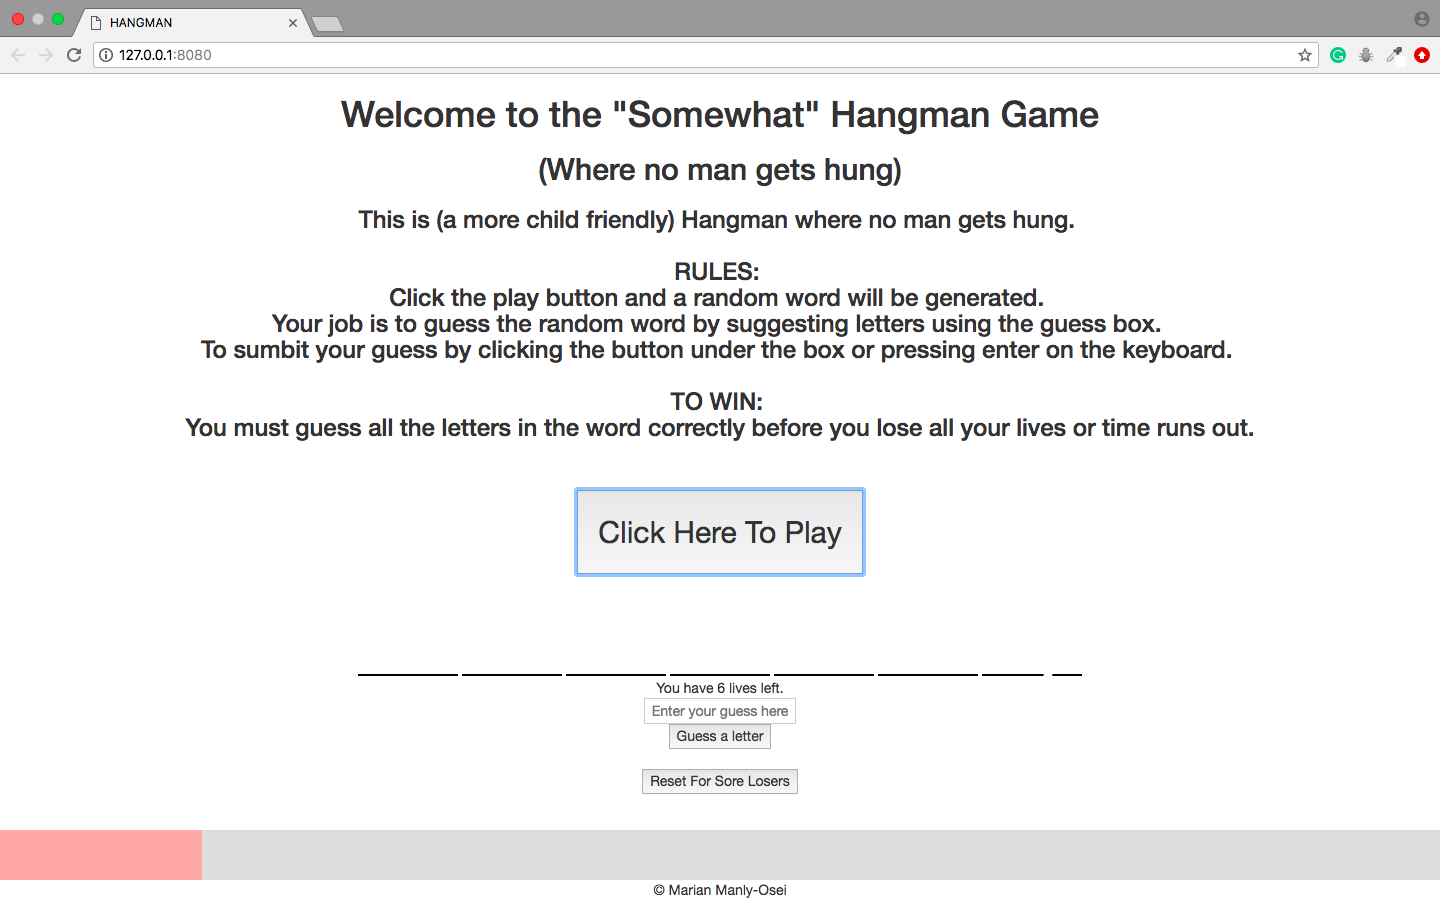 HANGMAN
127.0.0.1:8080
Welcome to the "Somewhat" Hangman Game
(Where no man gets hung)
This is (a more child friendly) Hangman where no man gets hung.
RULES:
Click the play button and a random word will be generated.
Your job is to guess the random word by suggesting letters using the guess box.
To sumbit your guess by clicking the button under the box or pressing enter on the keyboard.
TO WIN:
You must guess all the letters in the word correctly before you lose all your lives or time runs out.
Click Here To Play
You have 6 lives left.
Enter your guess here
Guess a letter
Reset For Sore Losers
© Marian Manly-Osei